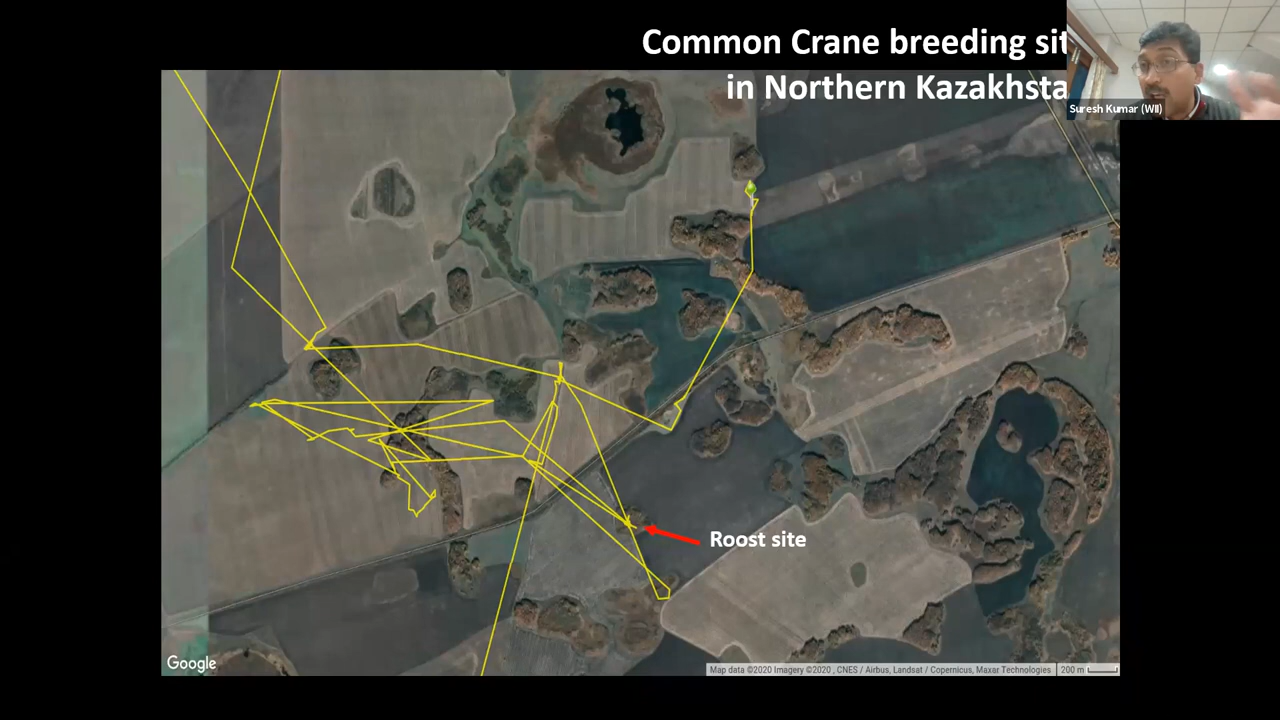 Common Crane breeding sit
in Northern Kazakhsta
Suresh Kumar (WII)
Roost site
Google
Map data ©2020 Imagery ©2020 , CNES / Airbus, Landsat / Copernicus, Maxar Technologies 200 m